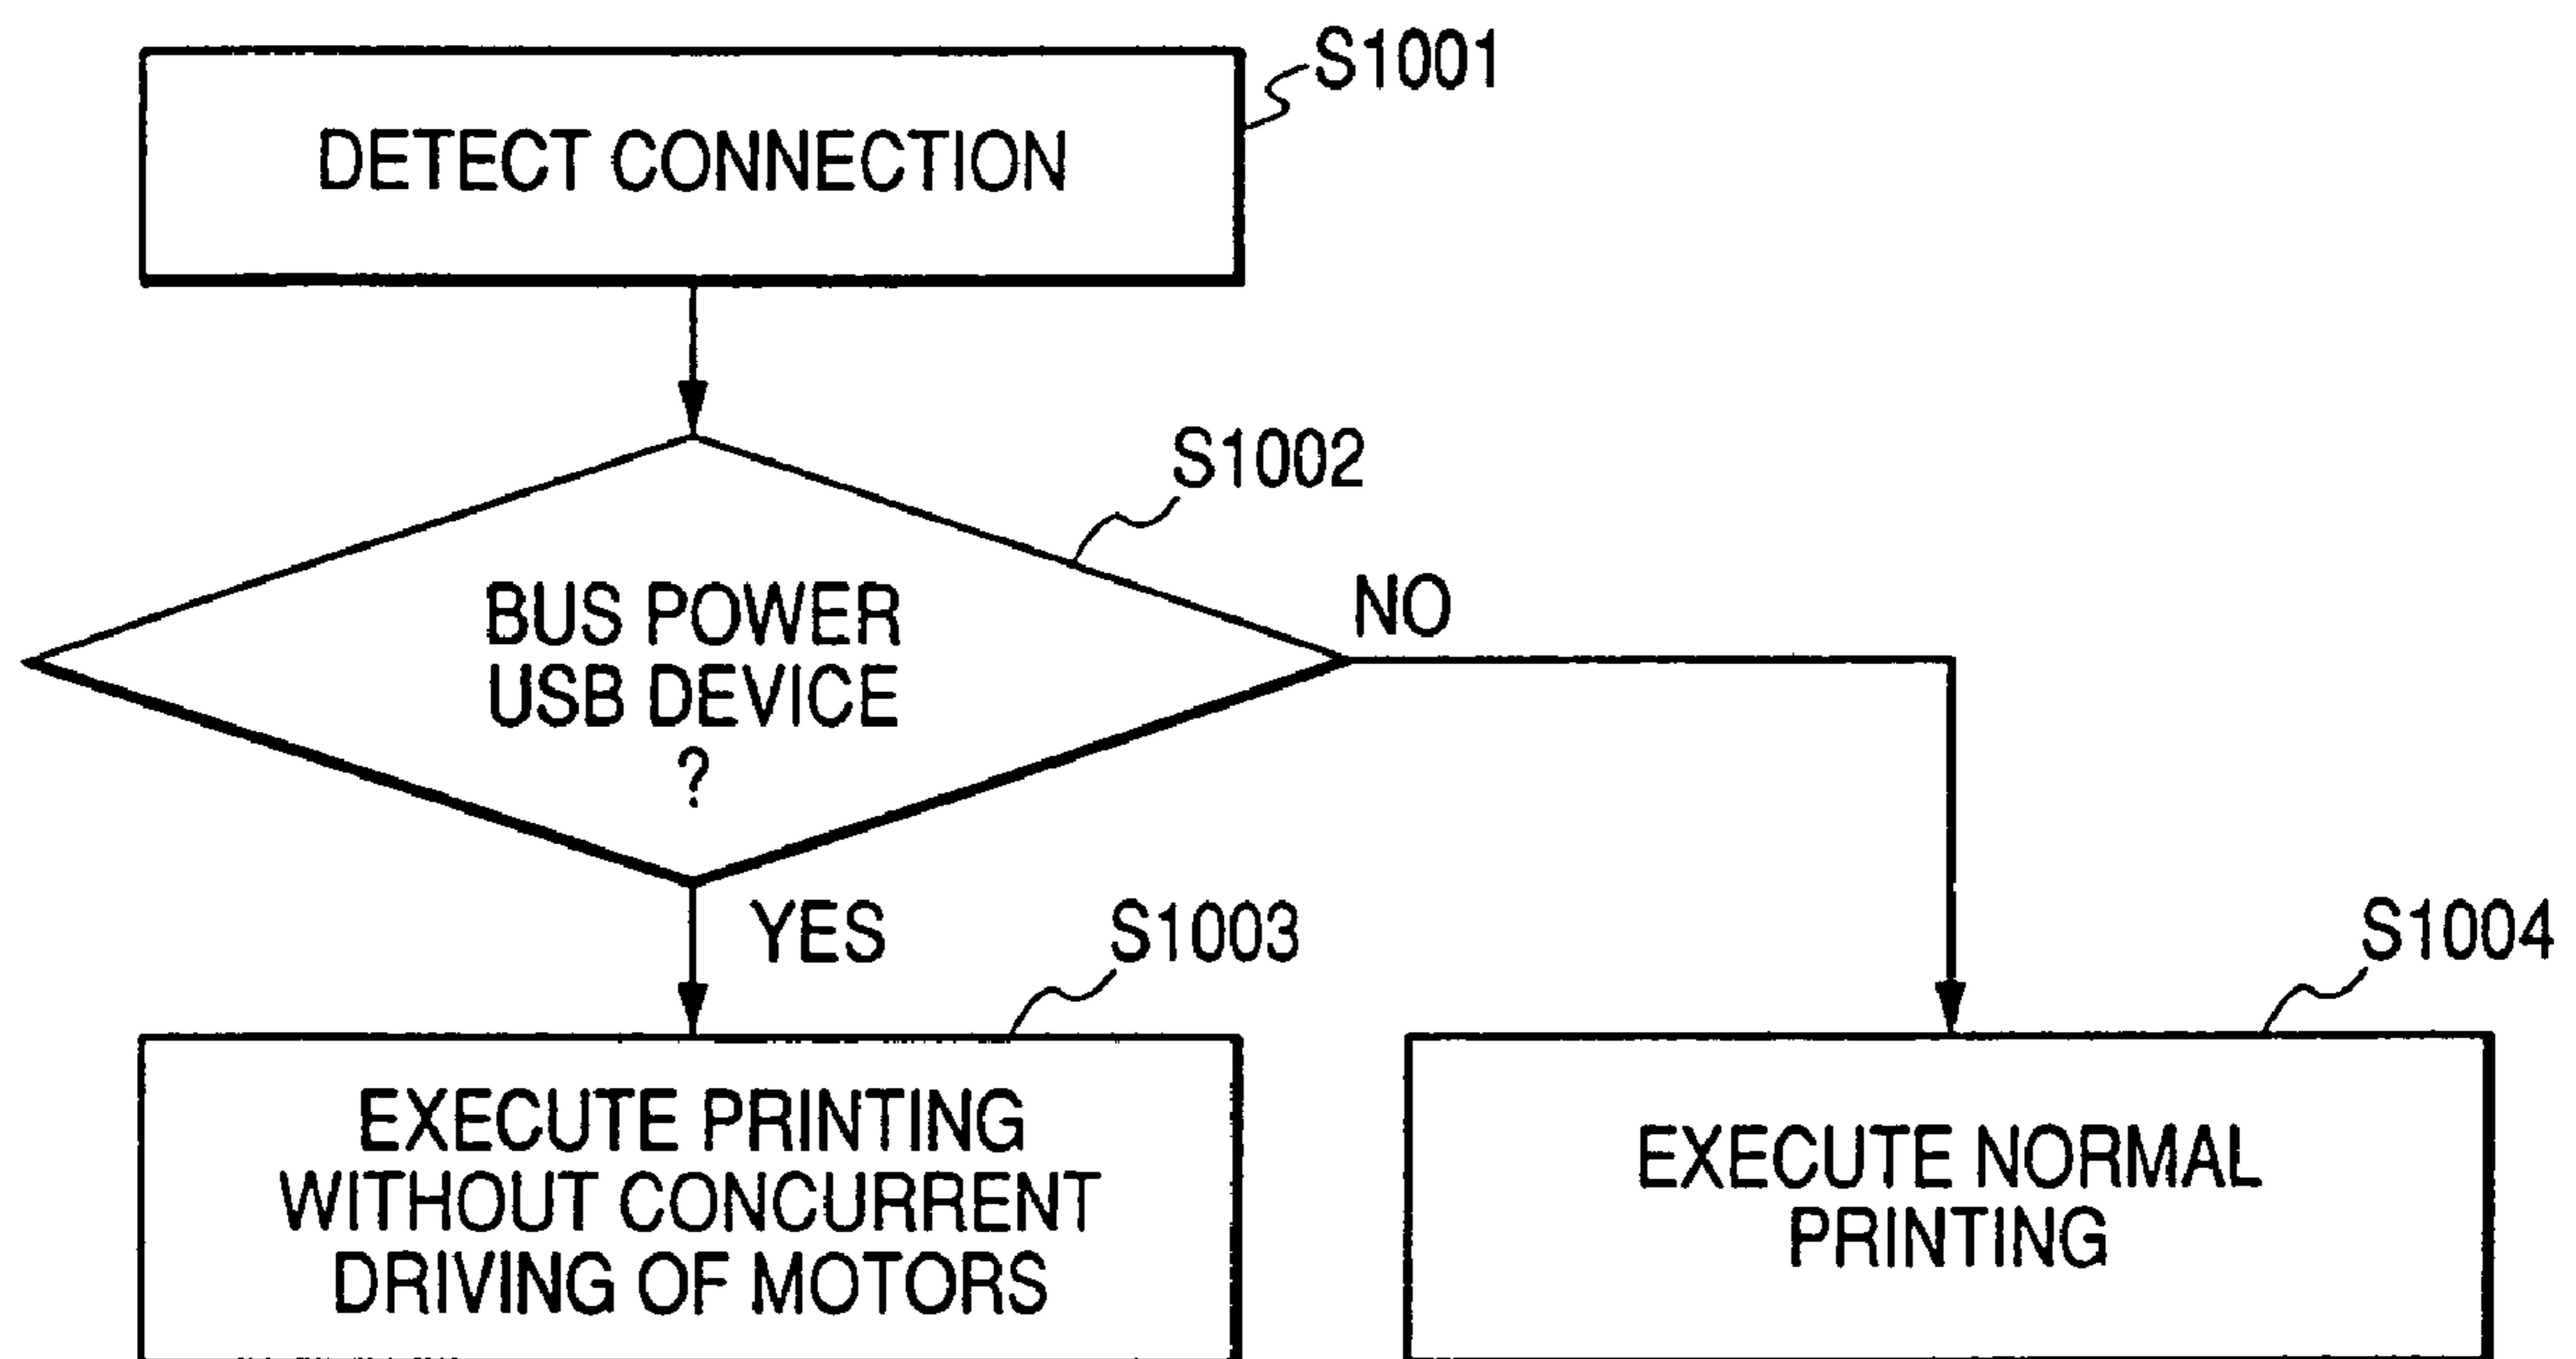 S1001
DETECT CONNECTION
S1002
BUS POWER
USB DEVICE
?
NO
YES
S1003
S1004
EXECUTE PRINTING
WITHOUT CONCURRENT
DRIVING OF MOTORS
EXECUTE NORMAL
PRINTING